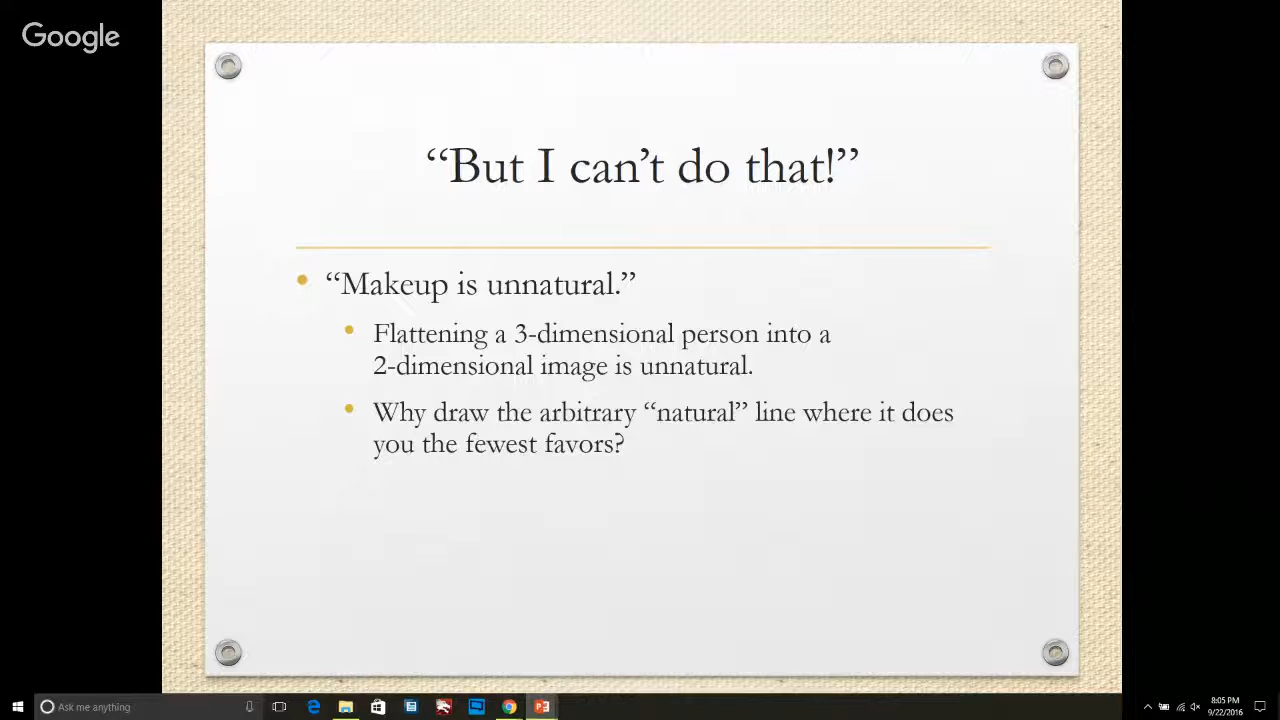 Google
“But I can’t do that!”
“Makeup is unnatural.”
Flattening a 3-dimensional person into a
2-dimensional image is unnatural.
Why draw the arbitrary “natural” line where it does
you the fewest favors?
Ask me anything
8:05 PM
9/22/2016